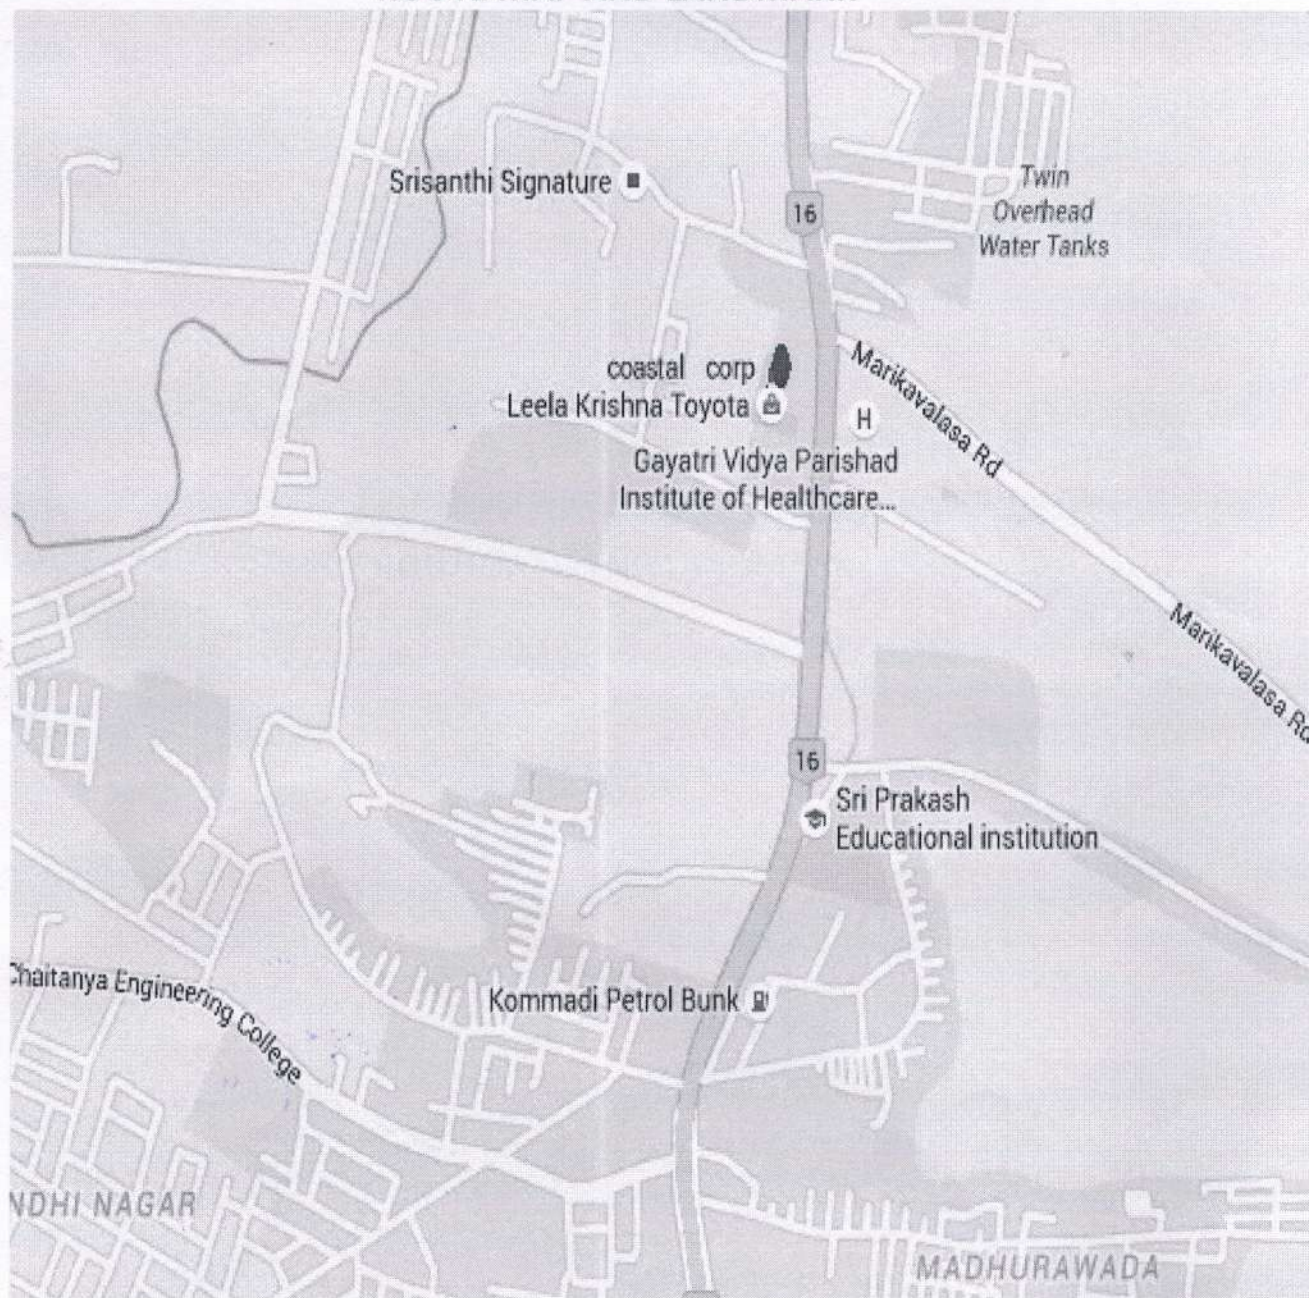 Srisanthi Signature
16
Twin
Overhead
Water Tanks
coastal corp
Leela Krishna Toyota
H
Marikavalasa Rd
Gayatri Vidya Parishad
Institute of Healthcare...
Marikavalasa Rd
16
Sri Prakash
Educational institution
Chaitanya Engineering College
Kommadi Petrol Bunk
NDHI NAGAR
MADHURAWADA